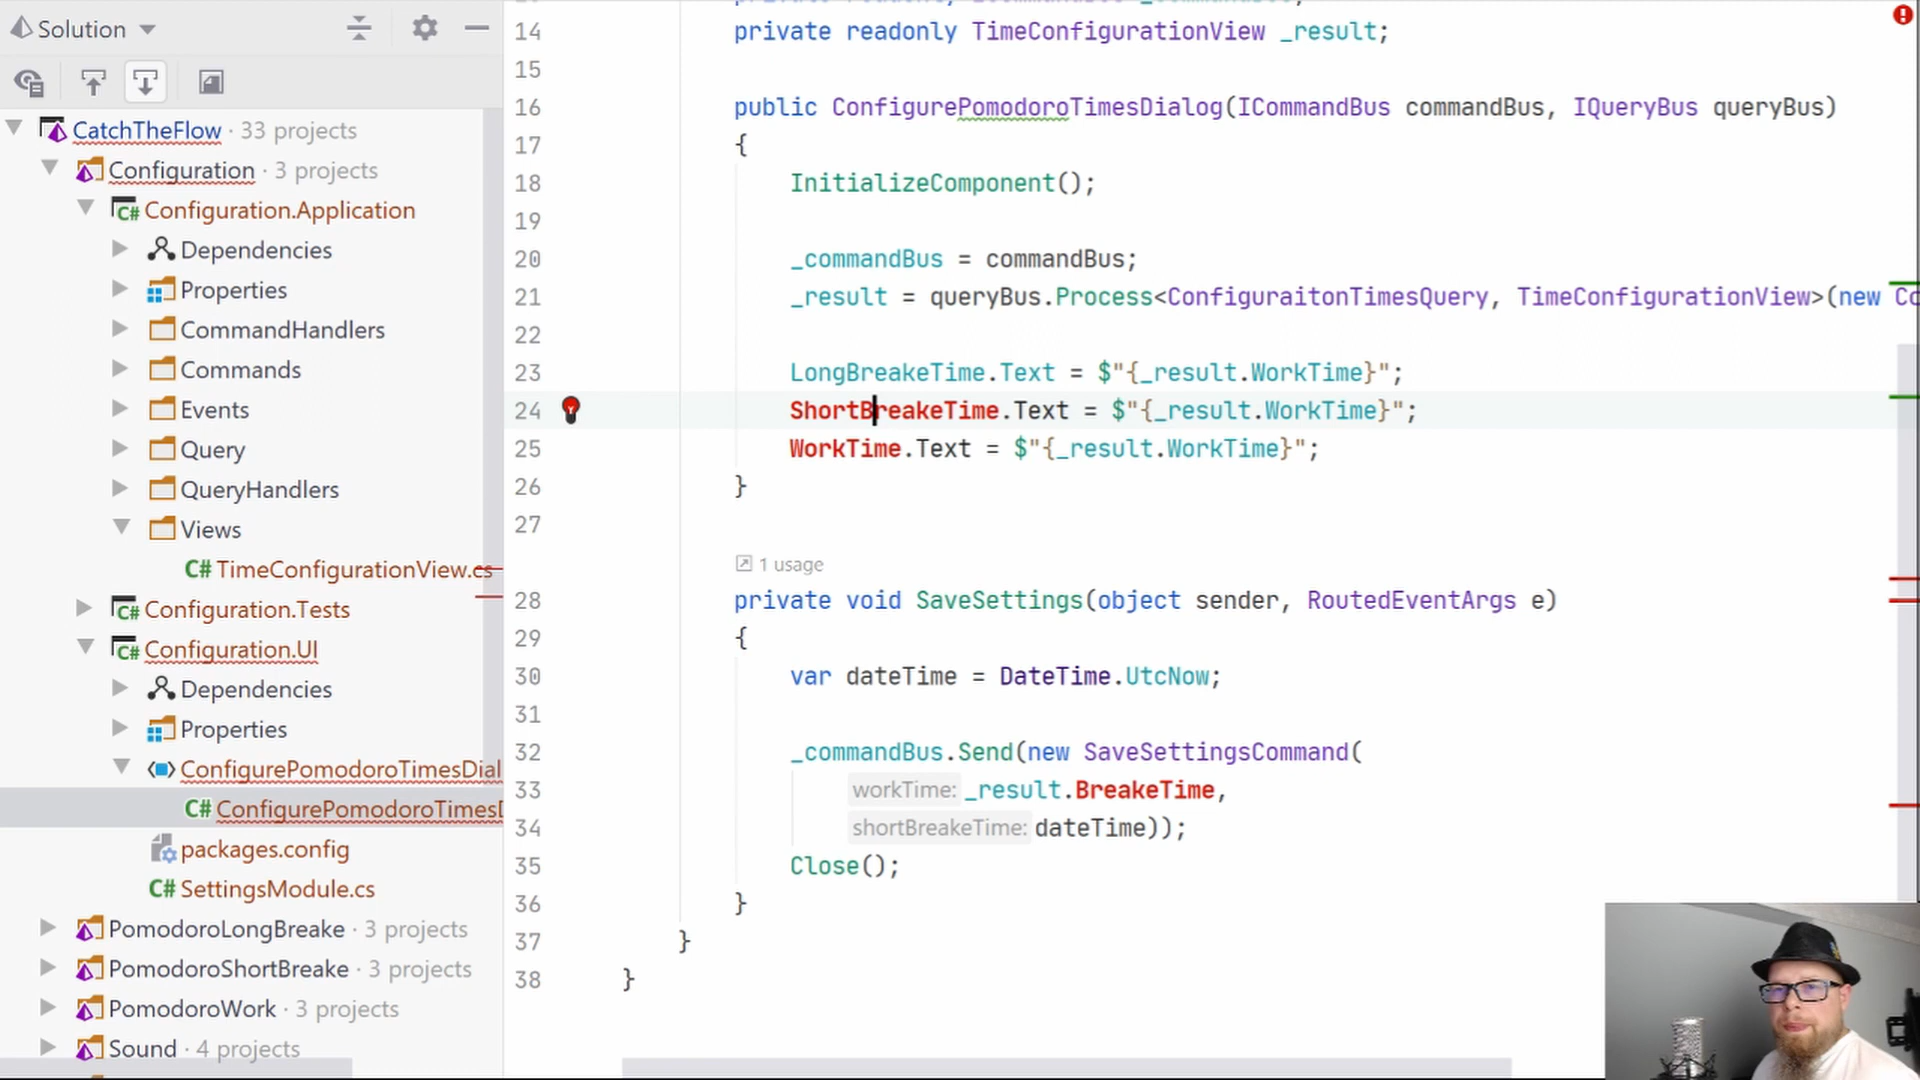 Solution
CatchTheFlow · 33 projects
Configuration · 3 projects
Configuration.Application
Dependencies
Properties
CommandHandlers
Commands
Events
Query
QueryHandlers
Views
TimeConfigurationView.cs
Configuration.Tests
Configuration.UI
Dependencies
Properties
ConfigurePomodoroTimesDial
ConfigurePomodoroTimesD
packages.config
SettingsModule.cs
PomodoroLongBreake · 3 projects
PomodoroShortBreake · 3 projects
PomodoroWork · 3 projects
Sound · 4 projects
14 private readonly TimeConfigurationView _result;
15
16 public ConfigurePomodoroTimesDialog(ICommandBus commandBus, IQueryBus queryBus)
17 {
18 InitializeComponent();
19
20 _commandBus = commandBus;
21 _result = queryBus.Process<ConfiguraitonTimesQuery, TimeConfigurationView>(new Co
22
23 LongBreakeTime.Text = $"{_result.WorkTime}";
24 ShortBreakeTime.Text = $"{_result.WorkTime}";
25 WorkTime.Text = $"{_result.WorkTime}";
26 }
27
1 usage
28 private void SaveSettings(object sender, RoutedEventArgs e)
29 {
30 var dateTime = DateTime.UtcNow;
31
32 _commandBus.Send(new SaveSettingsCommand(
33 workTime: _result.BreakeTime,
34 shortBreakeTime: dateTime));
35 Close();
36 }
37 }
38 }